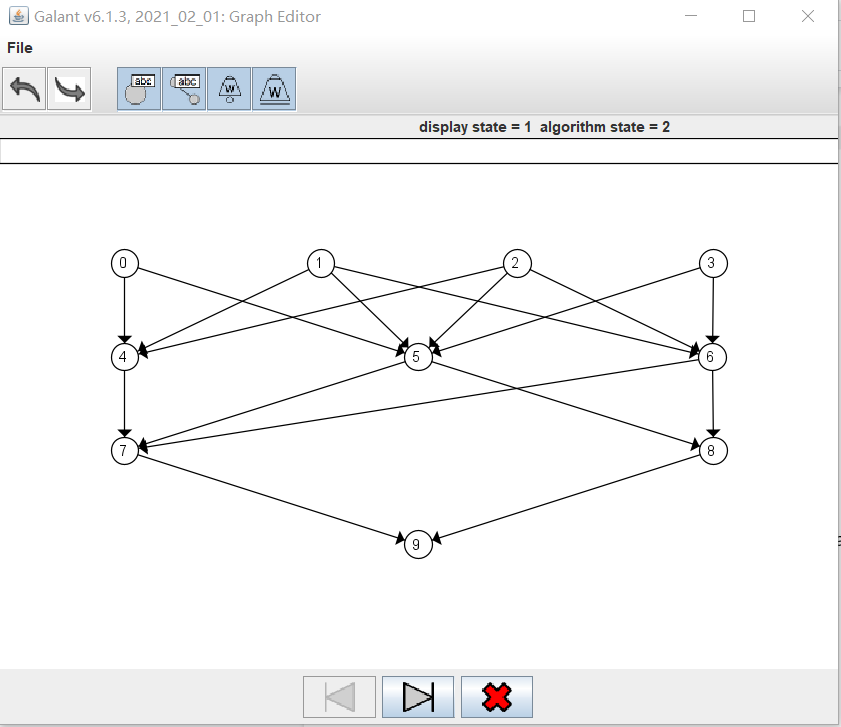 Galant v6.1.3, 2021_02_01: Graph Editor
File
abc abc W W
display state = 1 algorithm state = 2
0 1 2 3
4 5 6
7 8
9